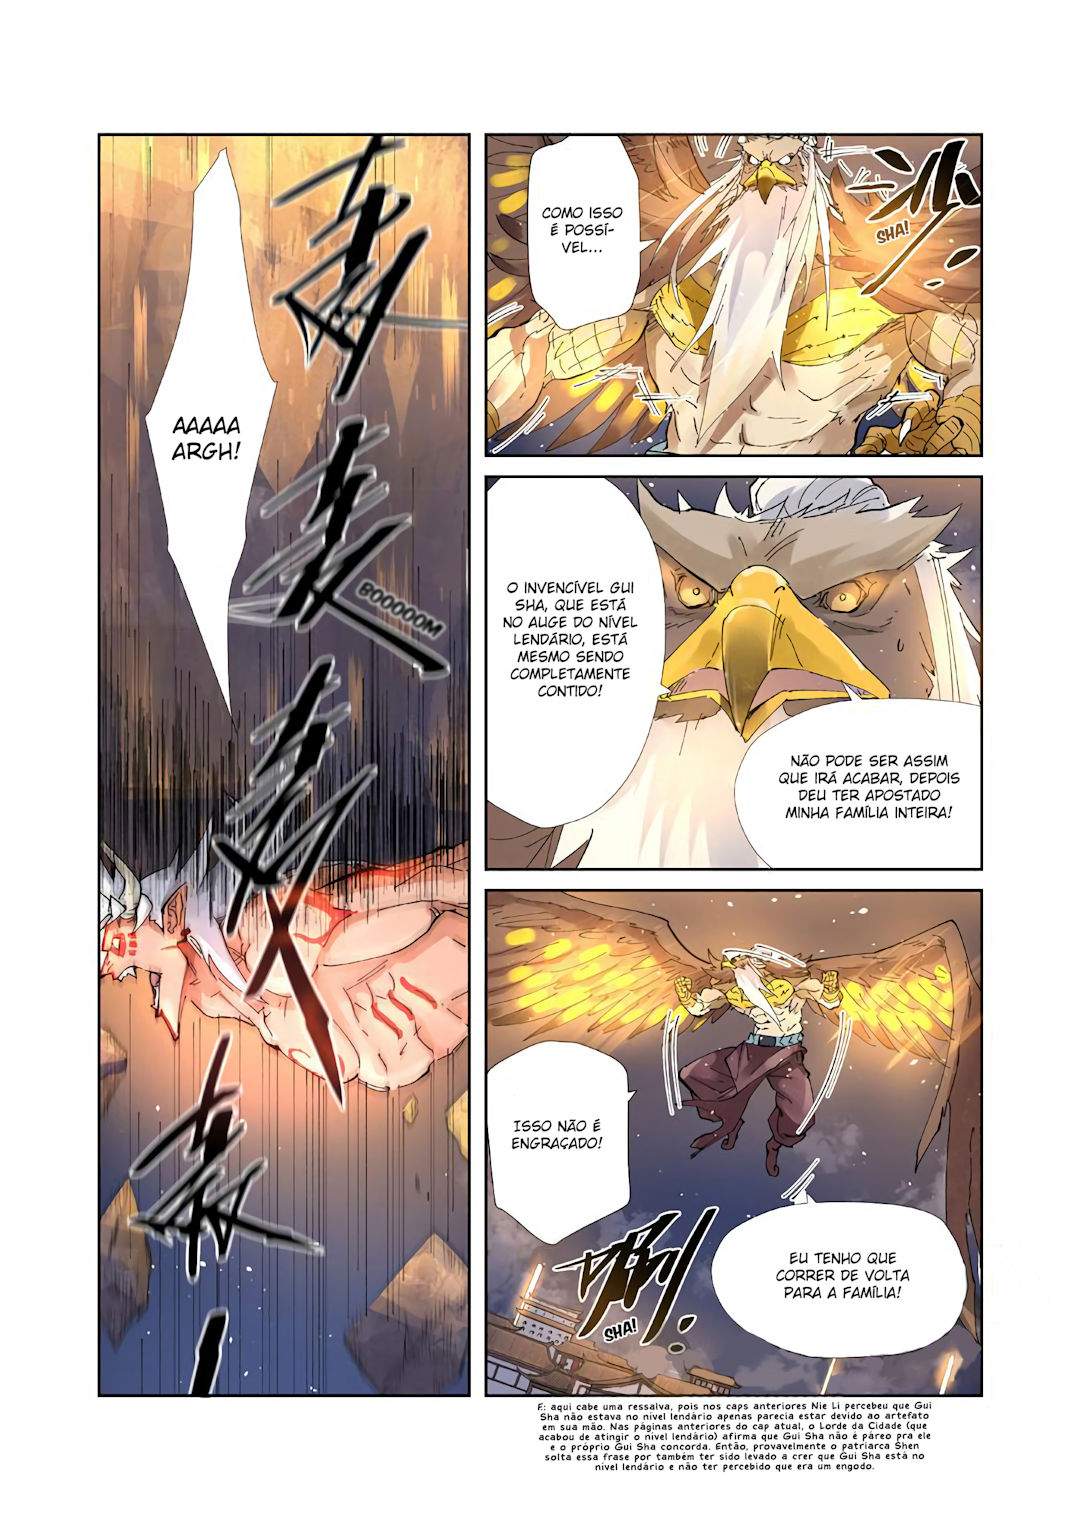 AAAAA
ARGH!
BOOOOOM
COMO ISSO
É POSSÍ-
VEL...
SHA!
O INVENCÍVEL GUI
SHA, QUE ESTÁ
NO AUGE DO NÍVEL
LENDÁRIO, ESTÁ
MESMO SENDO
COMPLETAMENTE
CONTIDO!
NÃO PODE SER ASSIM
QUE IRÁ ACABAR, DEPOIS
DEU TER APOSTADO
MINHA FAMÍLIA INTEIRA!
ISSO NÃO É
ENGRAÇADO!
SHA!
EU TENHO QUE
CORRER DE VOLTA
PARA A FAMÍLIA!
E: aqui cabe uma ressalva, pois nos caps anteriores Nie Li percebeu que Gui
Sha não estava no nível lendário apenas parecia estar devido ao artefato
em sua mão. Nas páginas anteriores do cap atual, o Lorde da Cidade (que
acabou de atingir o nível lendário) afirma que Gui Sha não é páreo pra ele
e o próprio Gui Sha concorda. Então, provavelmente o patriarca Shen
solta essa frase por também ter sido levado a crer que Gui Sha está no
nível lendário e não ter percebido que era um engodo.